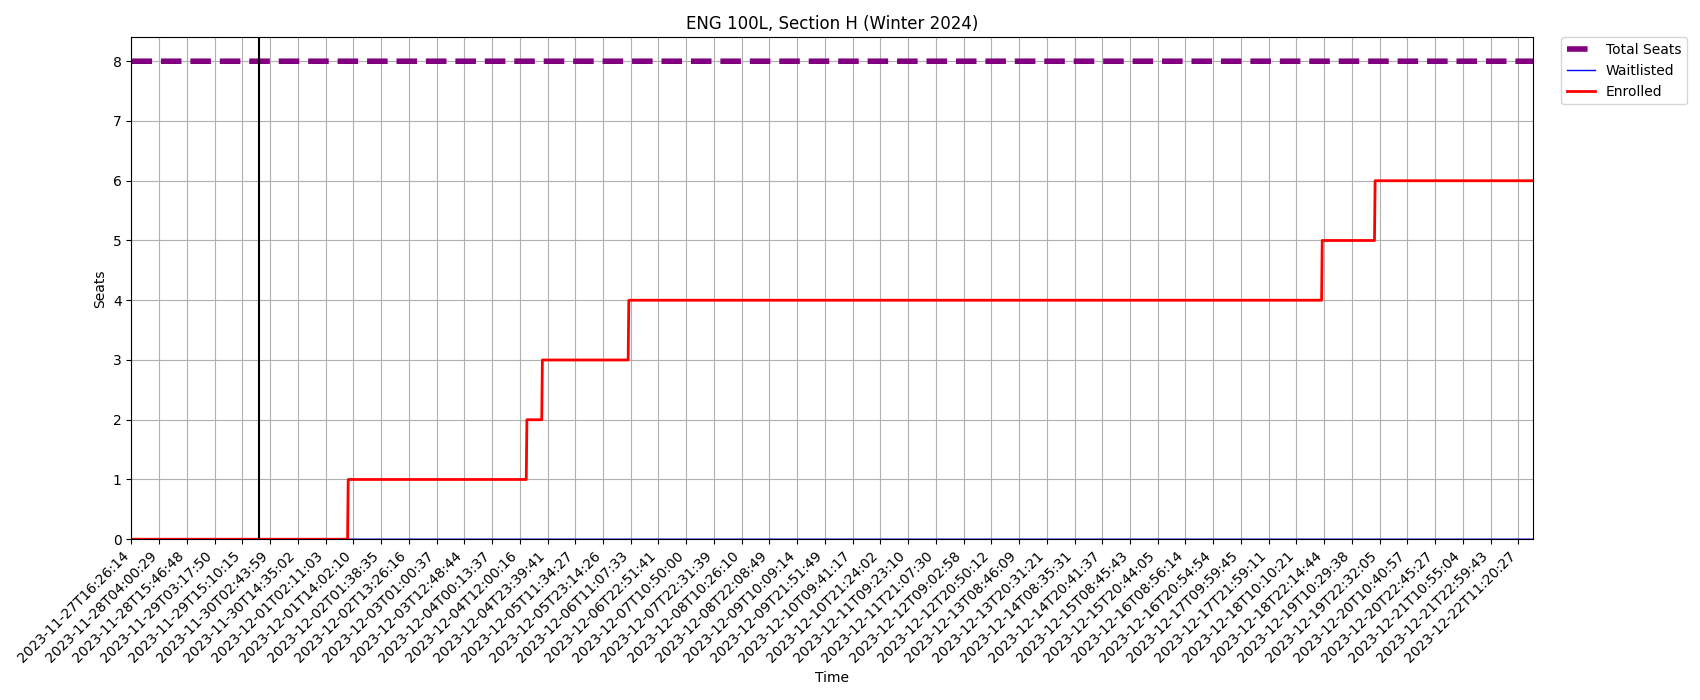 ENG 100L, Section H (Winter 2024)
Total Seats
Waitlisted
Enrolled
8
7
6
5
4
3
2
1
0
Seats
2023-11-27T16:26:14
2023-11-28T04:00:29
2023-11-28T15:46:48
2023-11-29T03:17:50
2023-11-29T15:10:15
2023-11-30T02:43:59
2023-11-30T14:35:02
2023-12-01T02:11:03
2023-12-01T14:02:10
2023-12-02T01:38:35
2023-12-02T13:26:16
2023-12-03T01:00:37
2023-12-03T12:48:44
2023-12-04T00:13:37
2023-12-04T12:00:16
2023-12-04T23:39:41
2023-12-05T11:34:27
2023-12-05T23:14:26
2023-12-06T11:07:33
2023-12-06T22:51:41
2023-12-07T10:50:00
2023-12-07T22:31:39
2023-12-08T10:26:10
2023-12-08T22:08:49
2023-12-09T10:09:14
2023-12-09T21:51:49
2023-12-10T09:41:17
2023-12-10T21:24:02
2023-12-11T09:23:10
2023-12-11T21:07:30
2023-12-12T09:02:58
2023-12-12T20:50:12
2023-12-13T08:46:09
2023-12-13T20:31:21
2023-12-14T08:35:31
2023-12-14T20:41:37
2023-12-15T08:45:43
2023-12-15T20:44:05
2023-12-16T08:56:14
2023-12-16T20:54:54
2023-12-17T09:59:45
2023-12-17T21:59:11
2023-12-18T10:10:21
2023-12-18T22:14:44
2023-12-19T10:29:38
2023-12-19T22:32:05
2023-12-20T10:40:57
2023-12-20T22:45:27
2023-12-21T10:55:04
2023-12-21T22:59:43
2023-12-22T11:20:27
Time